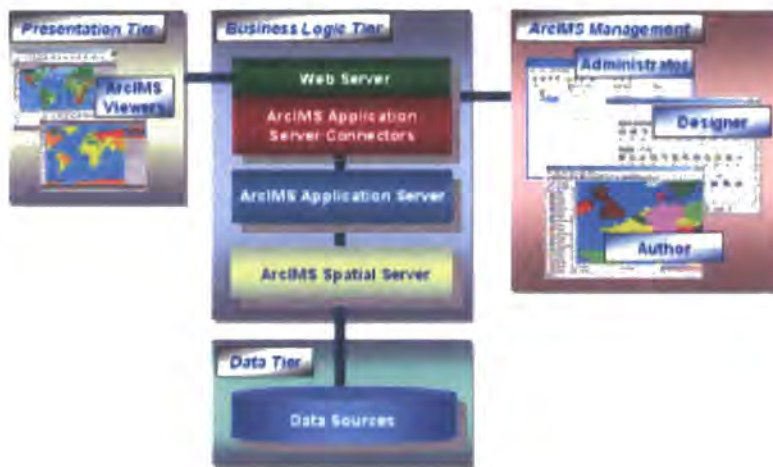 Presentation Tier
ArcIMS
Viewers
Business Logic Tier
Web Server
ArcIMS Application
Server Connectors
ArcIMS Application Server
ArcIMS Spatial Server
Data Tier
Data Sources
ArcIMS Management
Administrator
Designer
Author